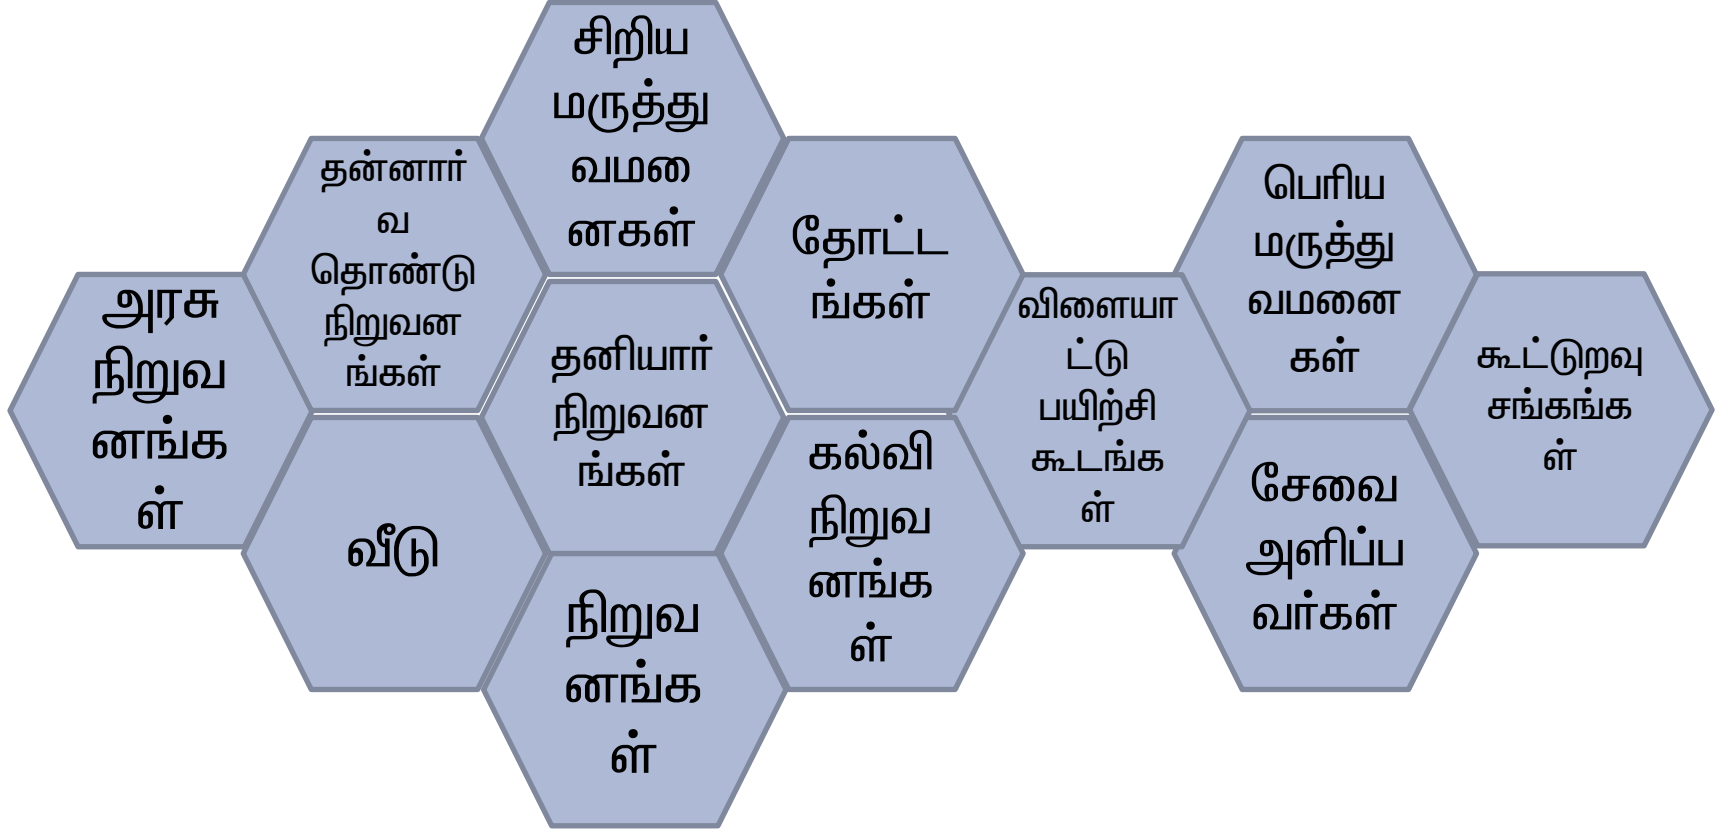 அரசு
நிறுவ
னங்க
ள்
தன்னார்
வ
தொண்டு
நிறுவன
ங்கள்
வீடு
சிறிய
மருத்து
வமனை
னகள்
தனியார்
நிறுவன
ங்கள்
நிறுவ
னங்க
ள்
தோட்ட
ங்கள்
கல்வி
நிறுவ
னங்க
ள்
விளையா
ட்டு
பயிற்சி
கூடங்க
ள்
பெரிய
மருத்து
வமனை
கள்
சேவை
அளிப்ப
வர்கள்
கூட்டுறவு
சங்கங்க
ள்